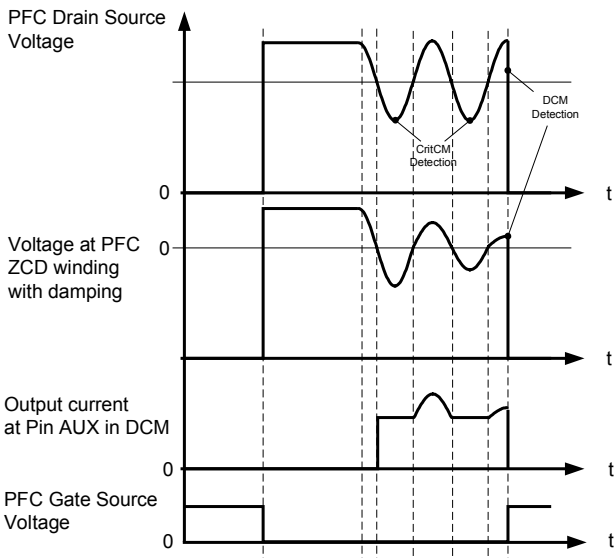 PFC Drain Source
Voltage
DCM
Detection
CritCM
Detection
0
t
Voltage at PFC
ZCD winding
with damping
0
t
Output current
at Pin AUX in DCM
0
t
PFC Gate Source
Voltage
0
t